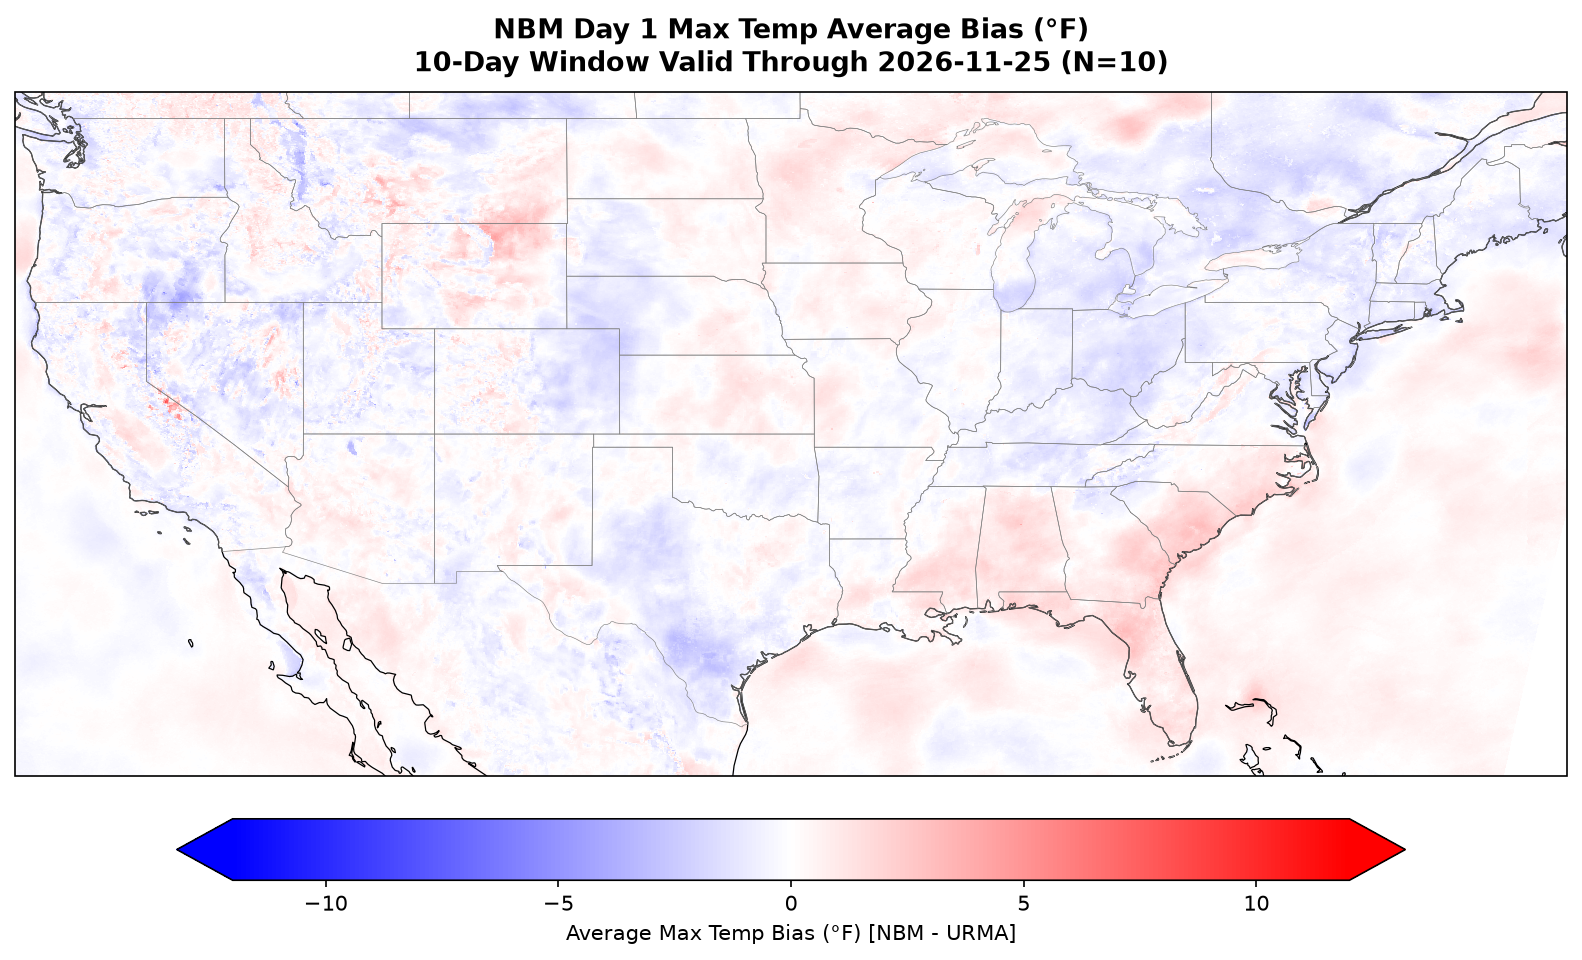 NBM Day 1 Max Temp Average Bias (°F)
10-Day Window Valid Through 2026-11-25 (N=10)
−10 −5 0 5 10
Average Max Temp Bias (°F) [NBM - URMA]